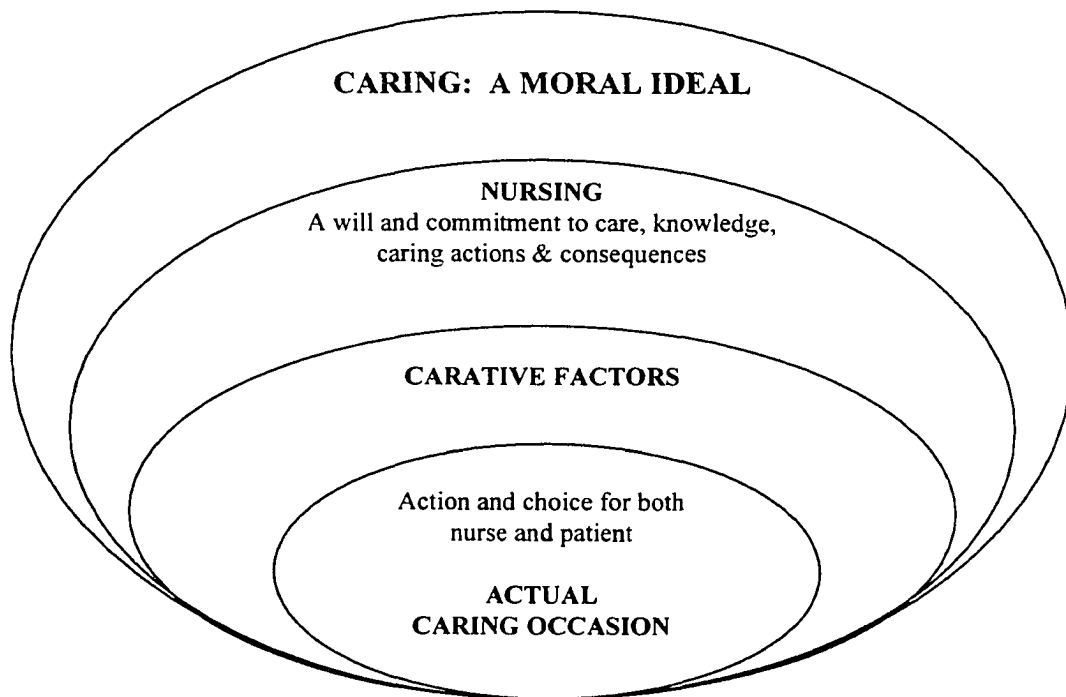 CARING: A MORAL IDEAL
NURSING
A will and commitment to care, knowledge,
caring actions & consequences
CARATIVE FACTORS
Action and choice for both
nurse and patient
ACTUAL
CARING OCCASION